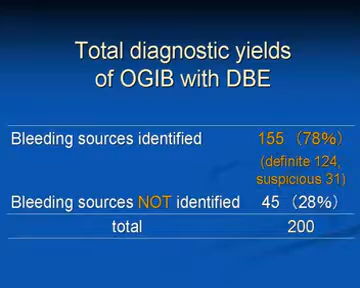 Total diagnostic yields
of OGIB with DBE
Bleeding sources identified 155 (78%)
(definite 124,
suspicious 31)
Bleeding sources NOT identified 45 (28%)
total 200